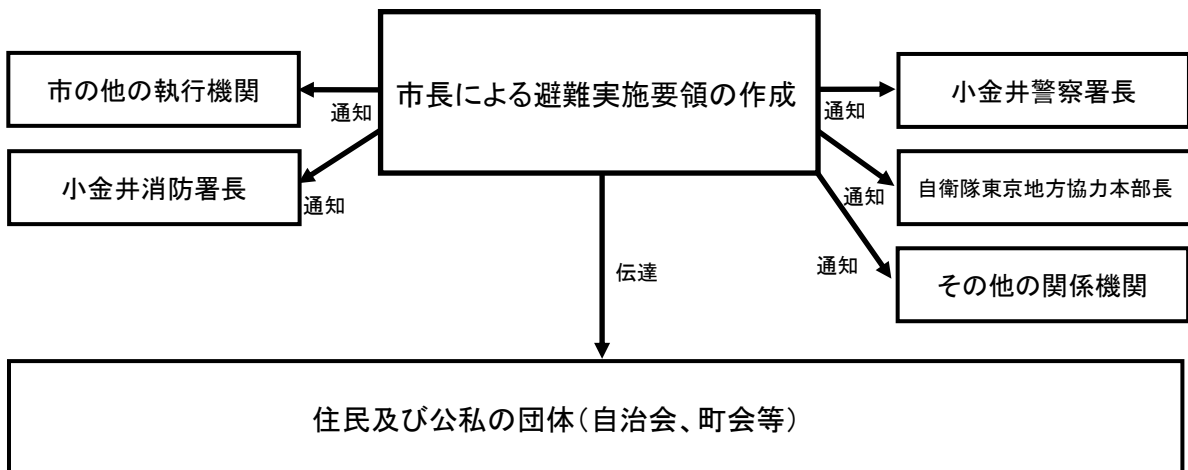 市長による避難実施要領の作成
市の他の執行機関
通知
小金井消防署長
通知
小金井警察署長
通知
自衛隊東京地方協力本部長
通知
その他の関係機関
通知
伝達
住民及び公私の団体(自治会、町会等)